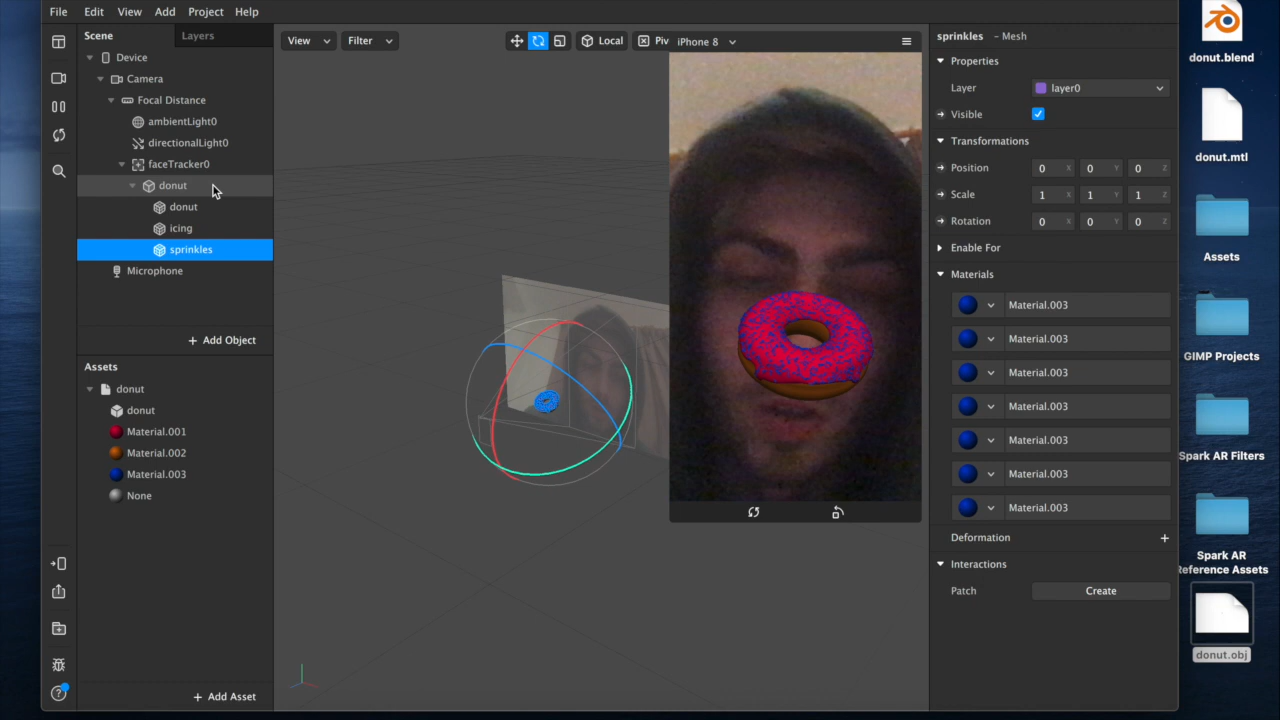 File Edit View Add Project Help
Scene Layers
Device
Camera
Focal Distance
ambientLight0
directionalLight0
faceTracker0
donut
donut
icing
sprinkles
Microphone
+ Add Object
Assets
donut
donut
Material.001
Material.002
Material.003
None
+ Add Asset
View Filter Local Piv iPhone 8
sprinkles - Mesh
Properties
Layer layer0
Visible
Transformations
Position 0 X 0 Y 0 Z
Scale 1 X 1 Y 1 Z
Rotation 0 X 0 Y 0 Z
Enable For
Materials
Material.003
Material.003
Material.003
Material.003
Material.003
Material.003
Material.003
Deformation +
Interactions
Patch Create
donut.blend
donut.mtl
Assets
GIMP Projects
Spark AR Filters
Spark AR
Reference Assets
donut.obj